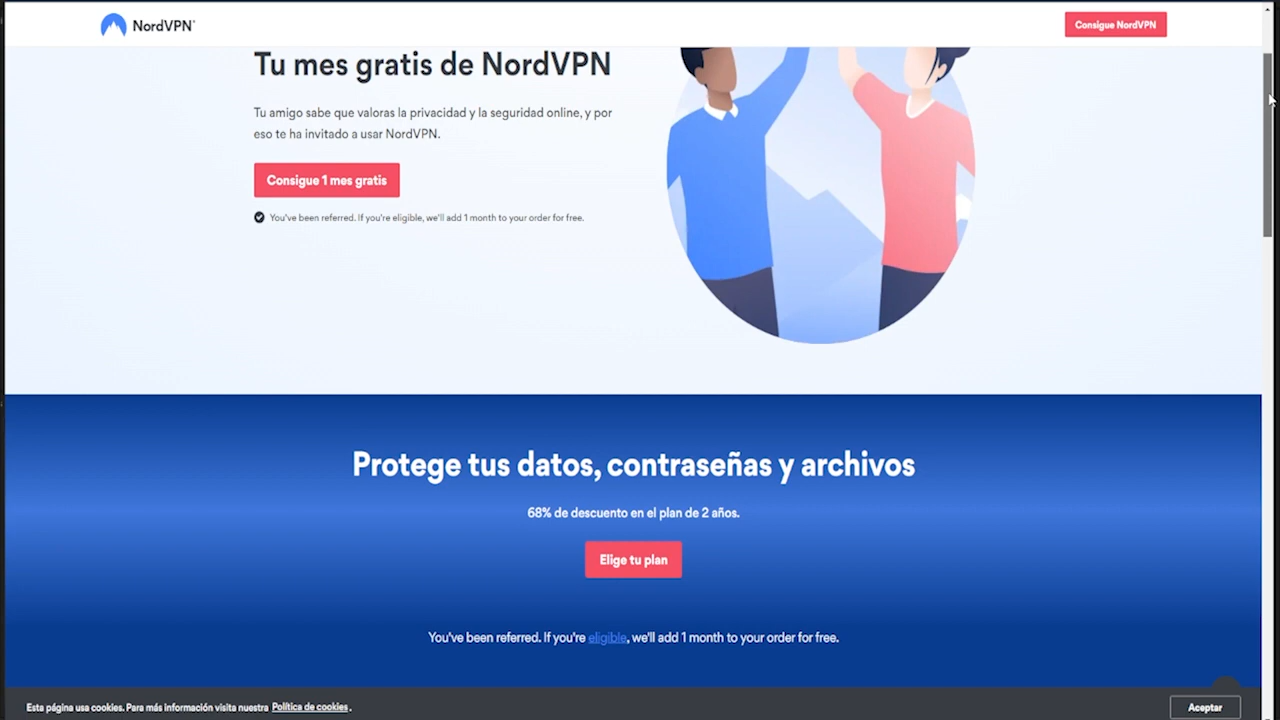 NordVPN®
Consigue NordVPN
Tu mes gratis de NordVPN
Tu amigo sabe que valoras la privacidad y la seguridad online, y por
eso te ha invitado a usar NordVPN.
Consigue 1 mes gratis
You've been referred. If you're eligible, we'll add 1 month to your order for free.
Protege tus datos, contraseñas y archivos
68% de descuento en el plan de 2 años.
Elige tu plan
You've been referred. If you're eligible, we'll add 1 month to your order for free.
Esta página usa cookies. Para más información visita nuestra Política de cookies.
Aceptar